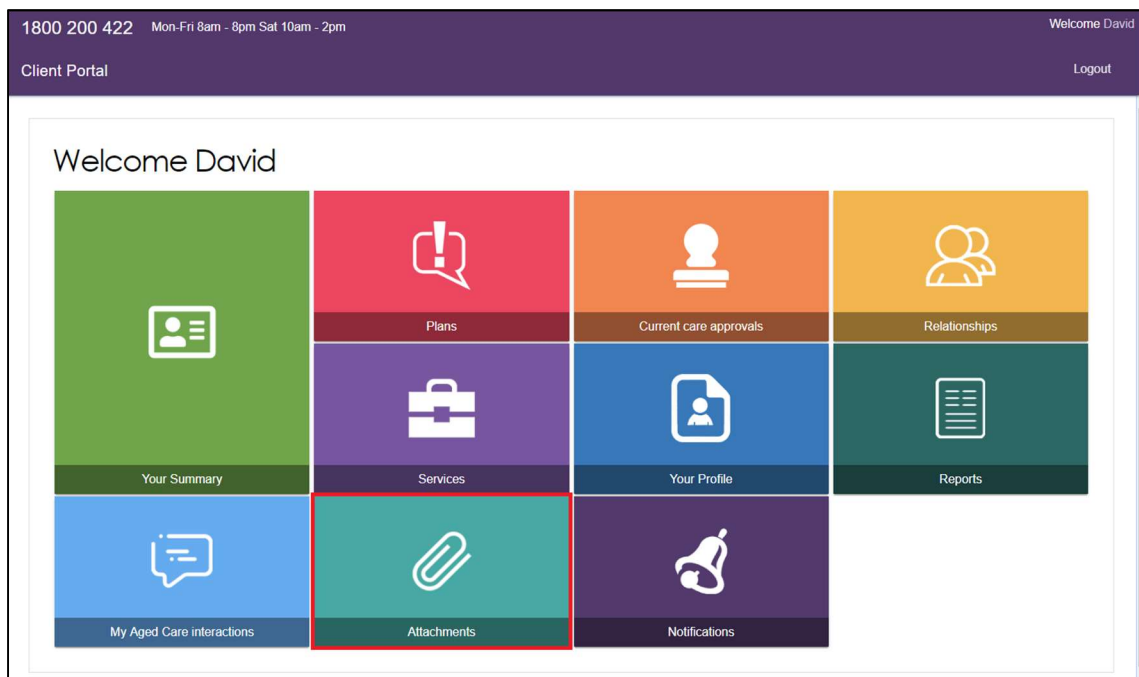 1800 200 422 Mon-Fri 8am - 8pm Sat 10am - 2pm Welcome David
Client Portal Logout
Welcome David
Plans Current care approvals Relationships
Your Summary Services Your Profile Reports
My Aged Care interactions Attachments Notifications